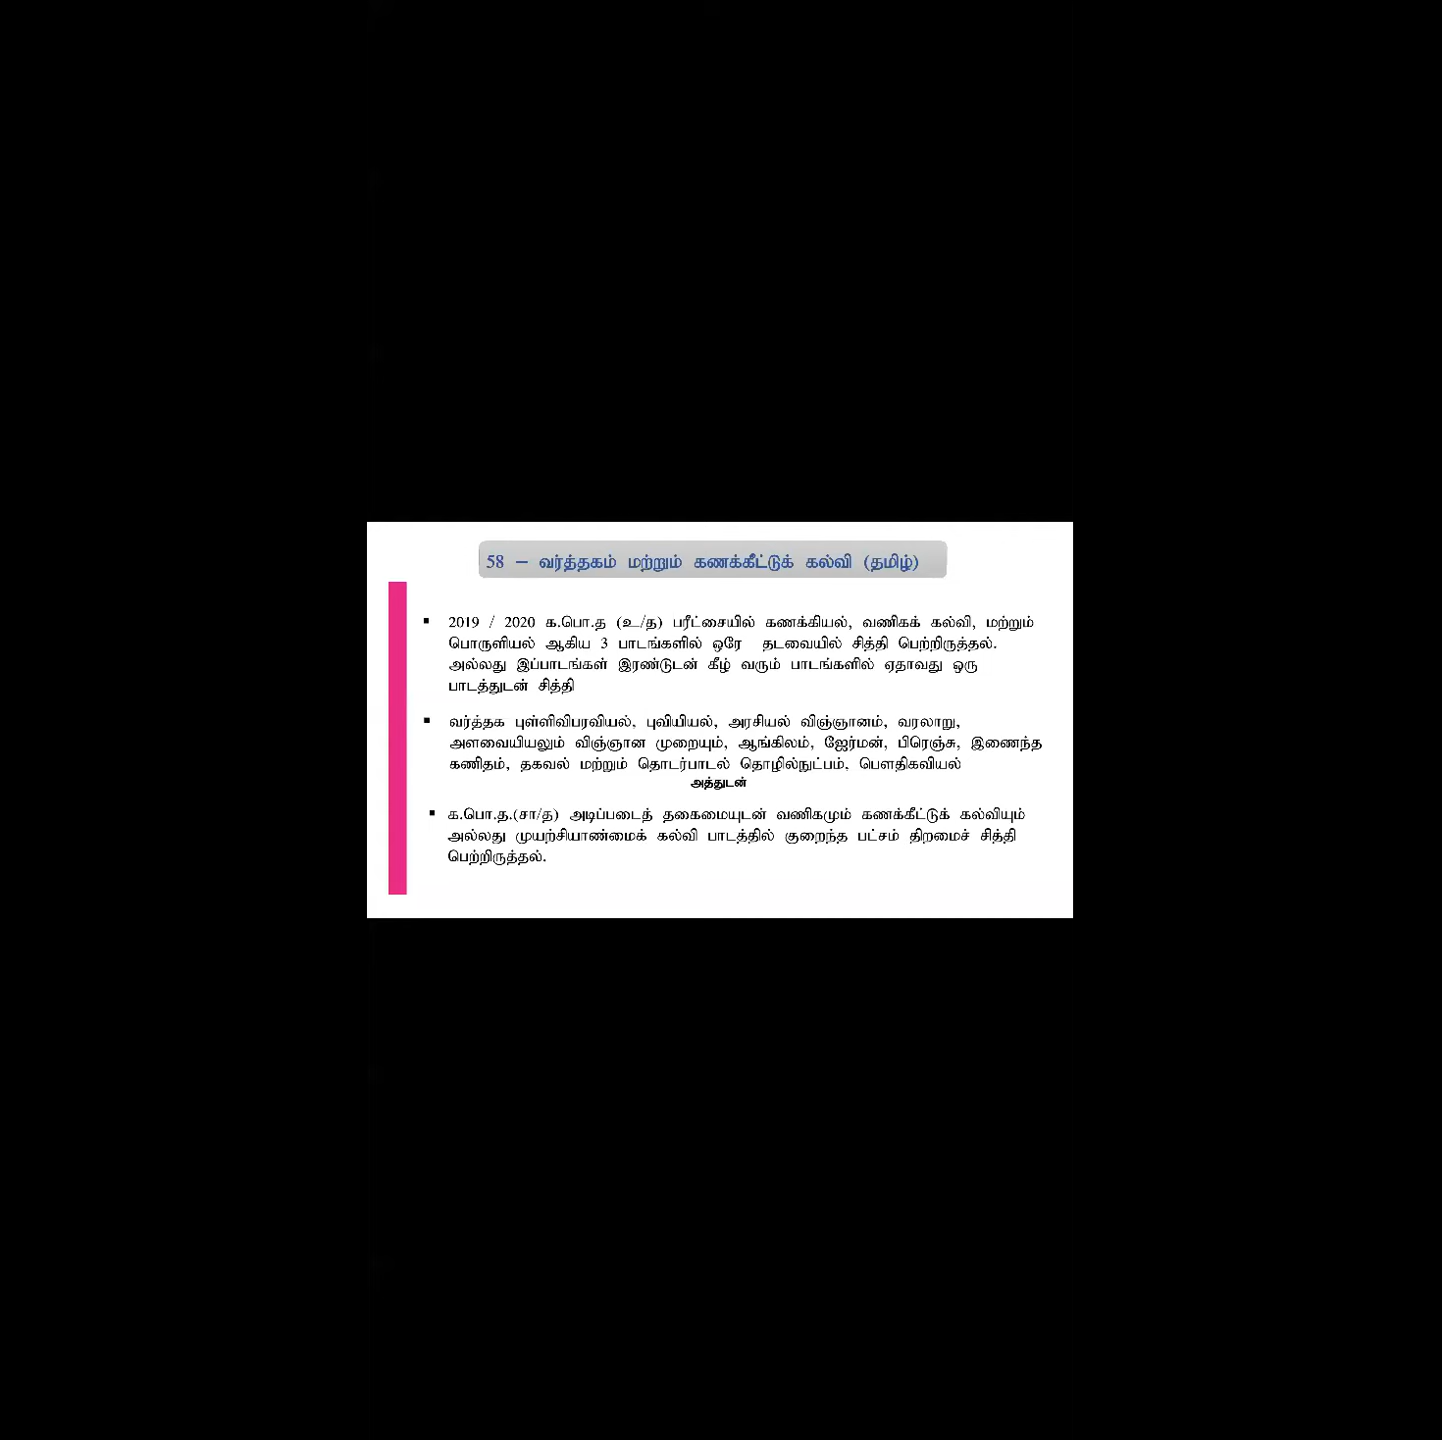 58 – வர்த்தகம் மற்றும் கணக்கீட்டுக் கல்வி (தமிழ்)
▪ 2019 / 2020 க.பொ.த (உ/த) பரீட்சையில் கணக்கியல், வணிகக் கல்வி, மற்றும்
பொருளியல் ஆகிய 3 பாடங்களில் ஒரே தடவையில் சித்தி பெற்றிருத்தல்.
அல்லது இப்பாடங்கள் இரண்டுடன் கீழ் வரும் பாடங்களில் ஏதாவது ஒரு
பாடத்துடன் சித்தி
▪ வர்த்தக புள்ளிவிபரவியல், புவியியல், அரசியல் விஞ்ஞானம், வரலாறு,
அளவையியலும் விஞ்ஞான முறையும், ஆங்கிலம், ஜேர்மன், பிரெஞ்சு, இணைந்த
கணிதம், தகவல் மற்றும் தொடர்பாடல் தொழில்நுட்பம், பௌதிகவியல்
அத்துடன்
▪ க.பொ.த.(சா/த) அடிப்படைத் தகைமையுடன் வணிகமும் கணக்கீட்டுக் கல்வியும்
அல்லது முயற்சியாண்மைக் கல்வி பாடத்தில் குறைந்த பட்சம் திறமைச் சித்தி
பெற்றிருத்தல்.